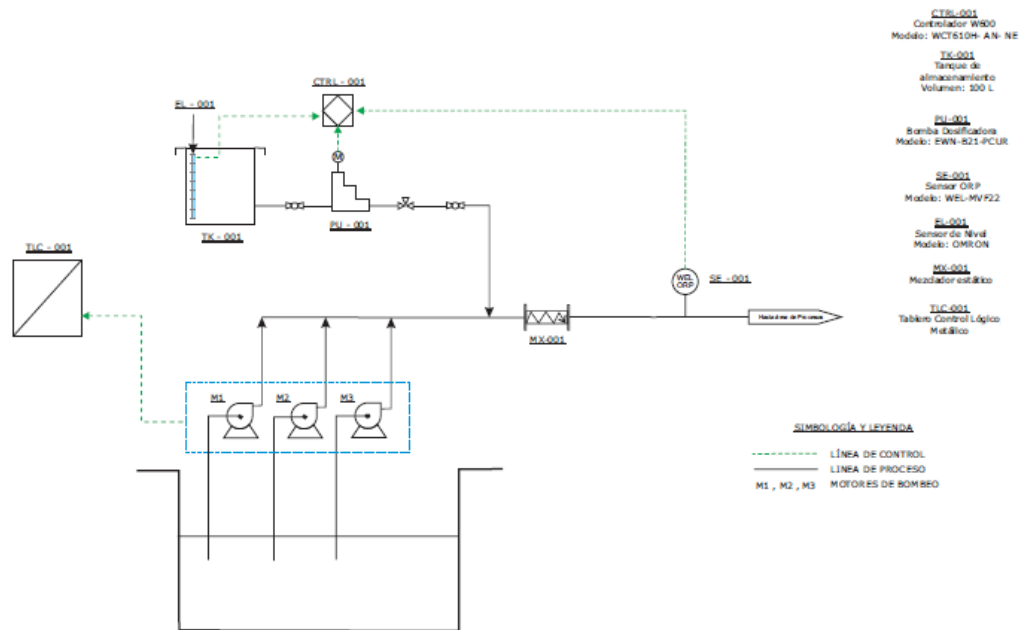 CTRL-001
Controlador W600
Modelo: WCT610H- AN- NE
TK-001
Tanque de
almacenamiento
Volumen: 100 L
PU-001
Bomba Dosificadora
Modelo: EWN-B21-PCUR
SE-001
Sensor ORP
Modelo: WEL-MVF22
EL-001
Sensor de Nivel
Modelo: OMRON
MX-001
Mezclador estático
TLC-001
Tablero Control Lógico
Metálico
CTRL - 001
EL - 001
M
TK - 001
PU - 001
TLC - 001
WEL
ORP
SE - 001
Hacia área de Procesos
MX-001
M1
M2
M3
SIMBOLOGÍA Y LEYENDA
LÍNEA DE CONTROL
LINEA DE PROCESO
M1 , M2 , M3 MOTORES DE BOMBEO